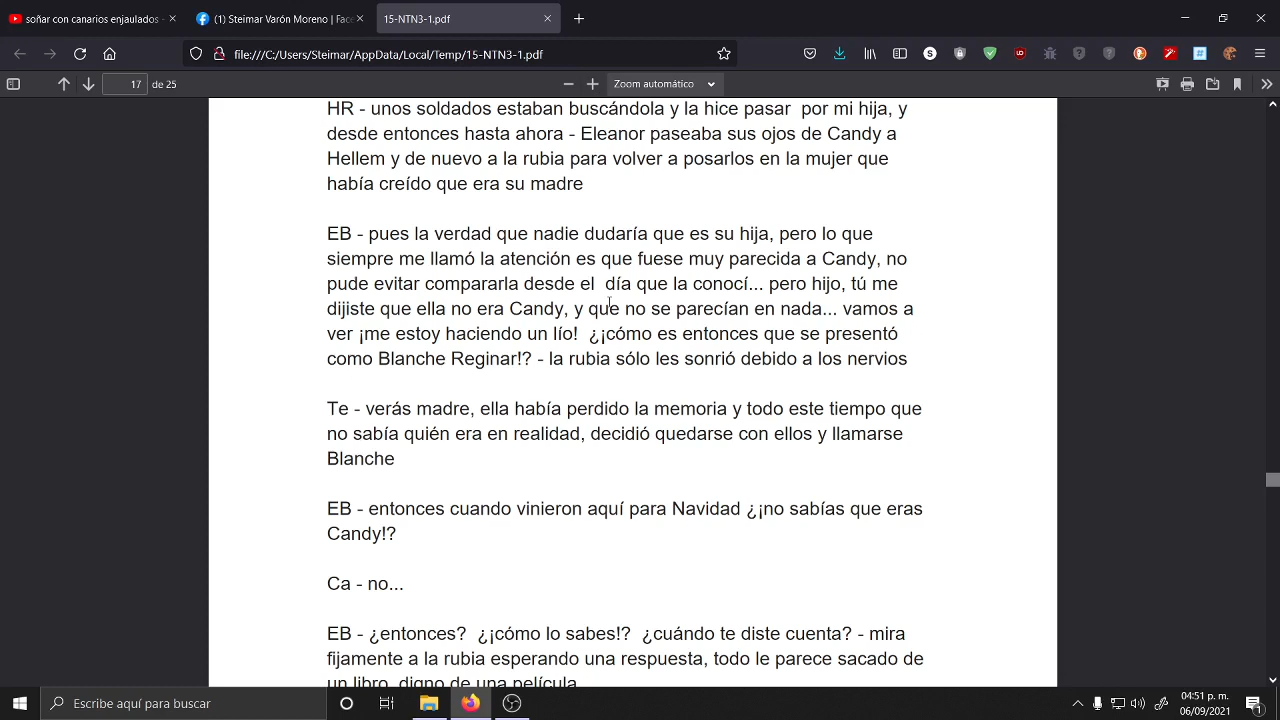 soñar con canarios enjaulados -
(1) Steimar Varón Moreno | Face
15-NTN3-1.pdf
file:///C:/Users/Steimar/AppData/Local/Temp/15-NTN3-1.pdf
17 de 25
Zoom automático
HR - unos soldados estaban buscándola y la hice pasar  por mi hija, y
desde entonces hasta ahora - Eleanor paseaba sus ojos de Candy a
Hellem y de nuevo a la rubia para volver a posarlos en la mujer que
había creído que era su madre
EB - pues la verdad que nadie dudaría que es su hija, pero lo que
siempre me llamó la atención es que fuese muy parecida a Candy, no
pude evitar compararla desde el  día que la conocí... pero hijo, tú me
dijiste que ella no era Candy, y que no se parecían en nada... vamos a
ver ¡me estoy haciendo un lío!  ¿¡cómo es entonces que se presentó
como Blanche Reginar!? - la rubia sólo les sonrió debido a los nervios
Te - verás madre, ella había perdido la memoria y todo este tiempo que
no sabía quién era en realidad, decidió quedarse con ellos y llamarse
Blanche
EB - entonces cuando vinieron aquí para Navidad ¿¡no sabías que eras
Candy!?
Ca - no...
EB - ¿entonces?  ¿¡cómo lo sabes!?  ¿cuándo te diste cuenta? - mira
fijamente a la rubia esperando una respuesta, todo le parece sacado de
un libro, digno de una película
Escribe aquí para buscar
04:51 p. m.
06/09/2021